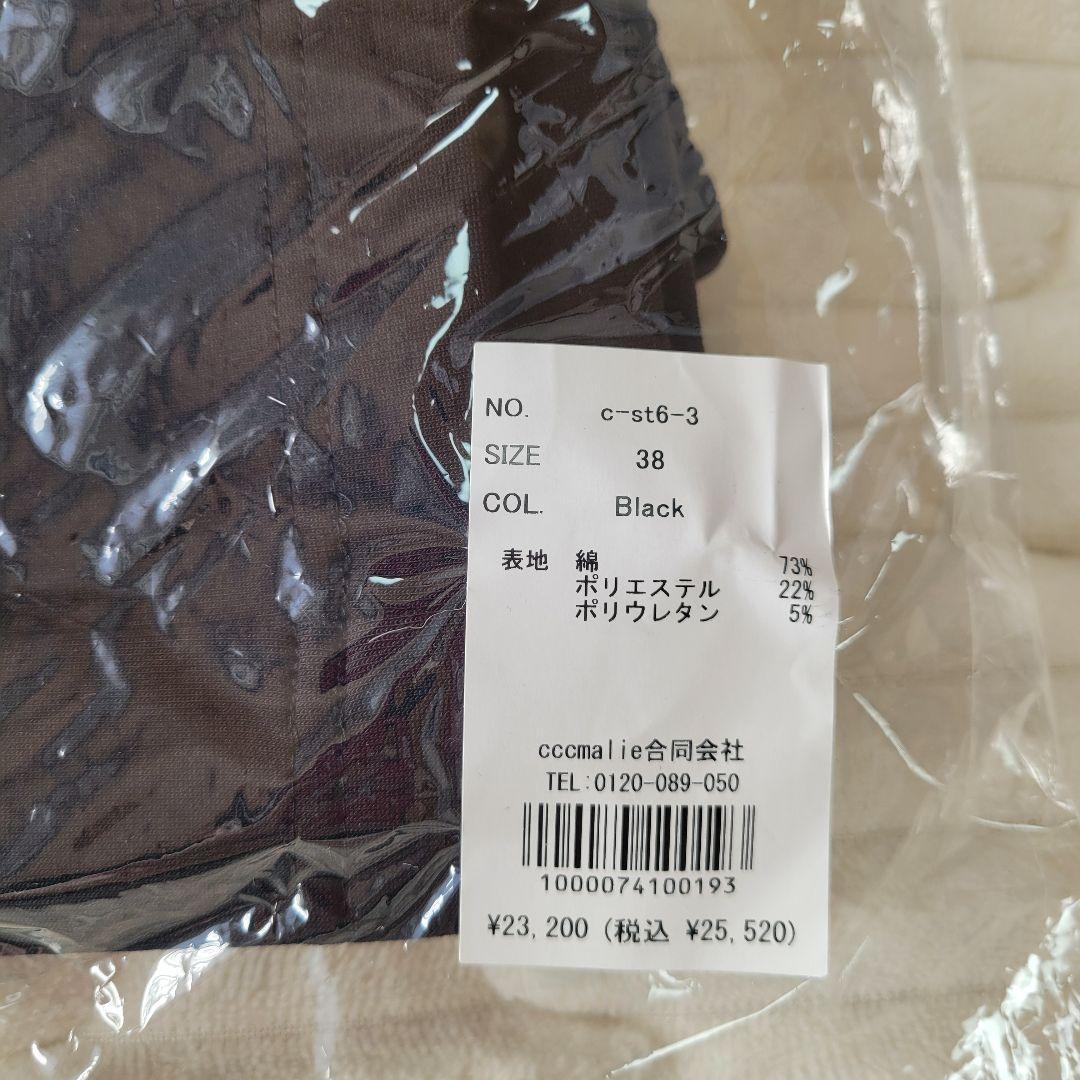 NO. c-st6-3
SIZE 38
COL. Black
表地 綿 73%
ポリエステル 22%
ポリウレタン 5%
cccmalie合同会社
TEL:0120-089-050
1000074100193
¥23,200 (税込 ¥25,520)